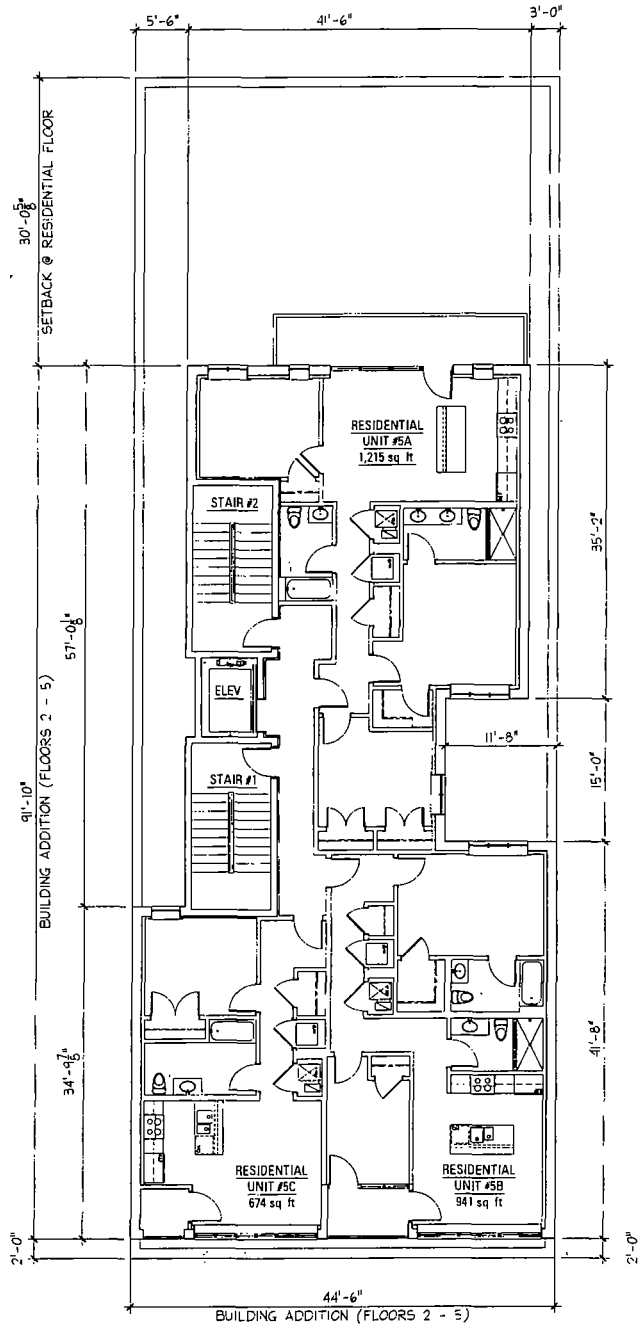 5'-6"
41'-6"
3'-0"
30'-0 5/8"
SETBACK @ RESIDENTIAL FLOOR
RESIDENTIAL
UNIT #5A
1,215 sq ft
STAIR #2
35'-2"
57'-0 1/8"
ELEV
91'-10"
BUILDING ADDITION (FLOORS 2 - 5)
11'-8"
15'-0"
STAIR #1
34'-9 7/8"
41'-8"
RESIDENTIAL
UNIT #5C
674 sq ft
RESIDENTIAL
UNIT #5B
941 sq ft
2'-0"
2'-0"
44'-6"
BUILDING ADDITION (FLOORS 2 - 5)